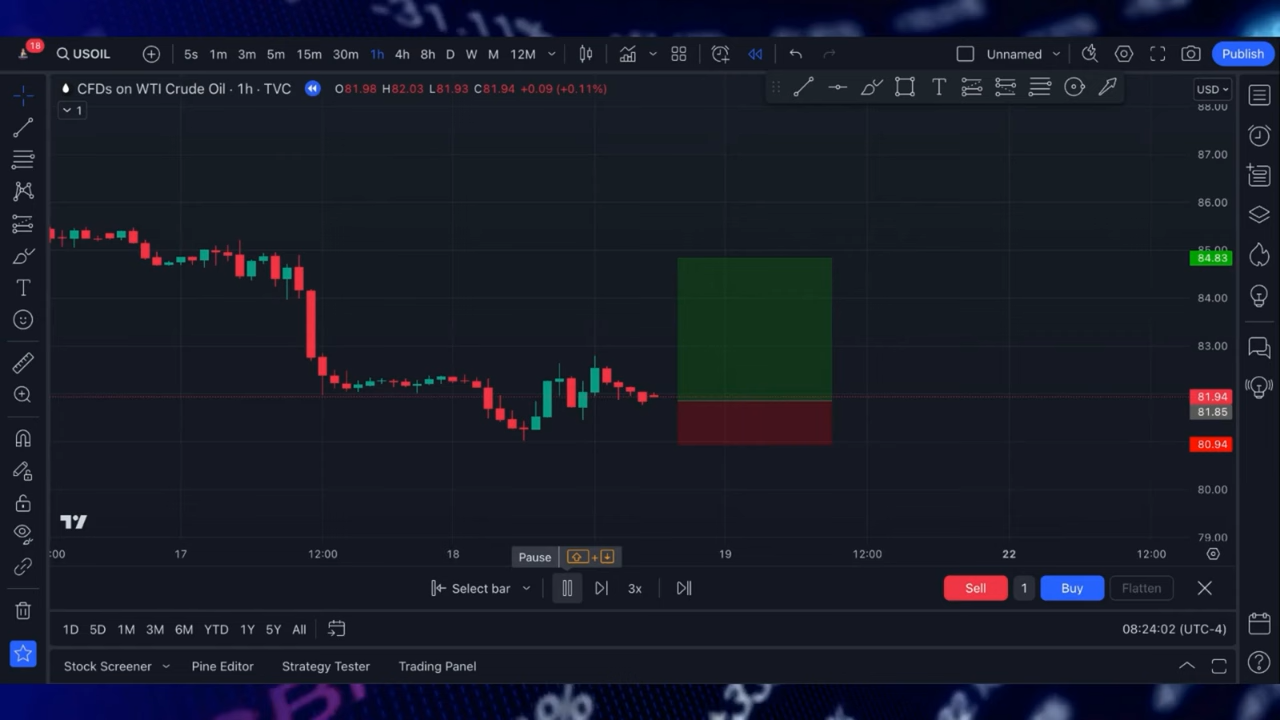 -31.11%
18
USOIL
5s 1m 3m 5m 15m 30m 1h 4h 8h D W M 12M
Unnamed
Publish
CFDs on WTI Crude Oil · 1h · TVC
O81.98 H82.03 L81.93 C81.94 +0.09 (+0.11%)
USD
1
88.00
87.00
86.00
85.00
84.83
84.00
83.00
81.94
81.85
80.94
80.00
79.00
:00 17 12:00 18 19 12:00 22 12:00
Pause +
Select bar 3x Sell 1 Buy Flatten
1D 5D 1M 3M 6M YTD 1Y 5Y All
08:24:02 (UTC-4)
Stock Screener Pine Editor Strategy Tester Trading Panel